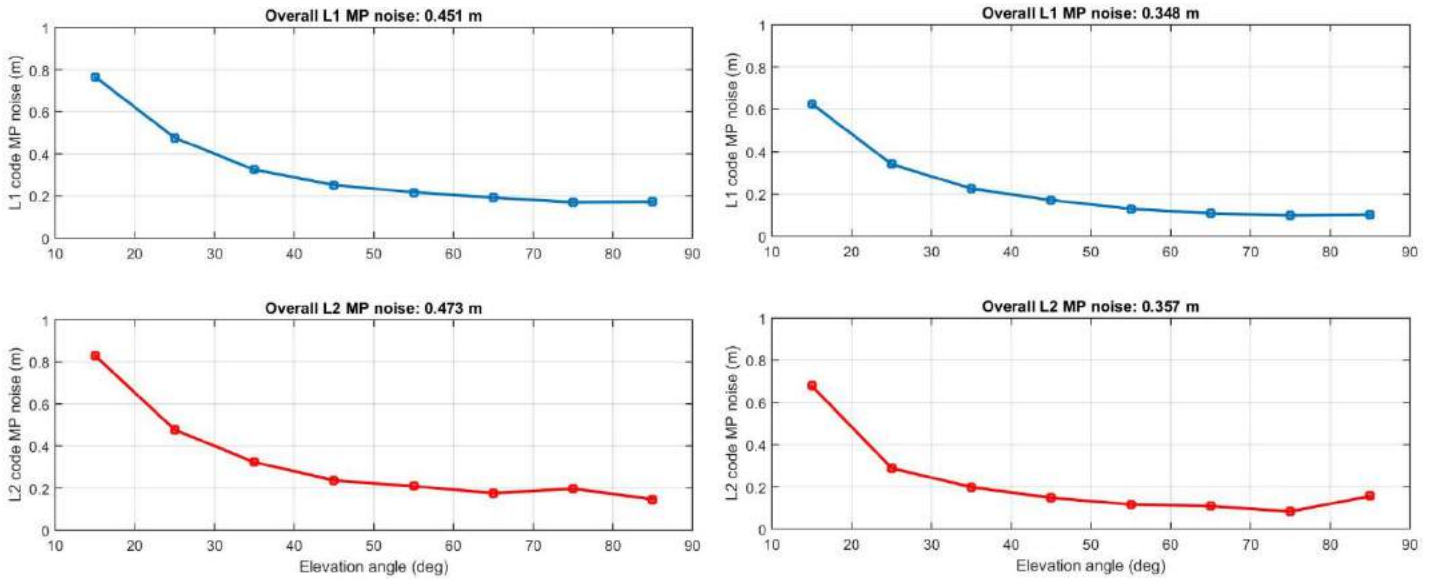 Overall L1 MP noise: 0.451 m
L1 code MP noise (m)
1
0.8
0.6
0.4
0.2
0
10 20 30 40 50 60 70 80 90
Overall L1 MP noise: 0.348 m
L1 code MP noise (m)
1
0.8
0.6
0.4
0.2
0
10 20 30 40 50 60 70 80 90
Overall L2 MP noise: 0.473 m
L2 code MP noise (m)
1
0.8
0.6
0.4
0.2
0
10 20 30 40 50 60 70 80 90
Elevation angle (deg)
Overall L2 MP noise: 0.357 m
L2 code MP noise (m)
1
0.8
0.6
0.4
0.2
0
10 20 30 40 50 60 70 80 90
Elevation angle (deg)